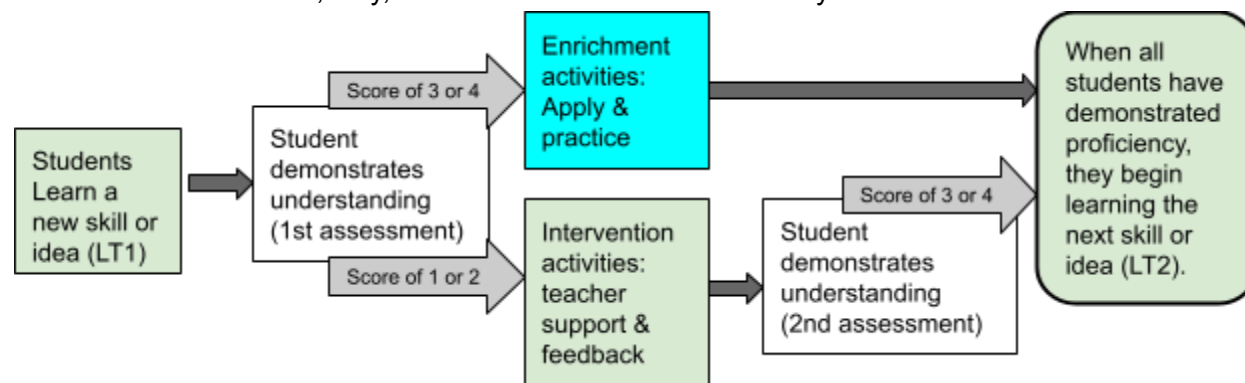 Students
Learn a
new skill or
idea (LT1)
Score of 3 or 4
Student
demonstrates
understanding
(1st assessment)
Score of 1 or 2
Enrichment
activities:
Apply &
practice
Intervention
activities:
teacher
support &
feedback
Score of 3 or 4
Student
demonstrates
understanding
(2nd assessment)
When all
students have
demonstrated
proficiency,
they begin
learning the
next skill or
idea (LT2).